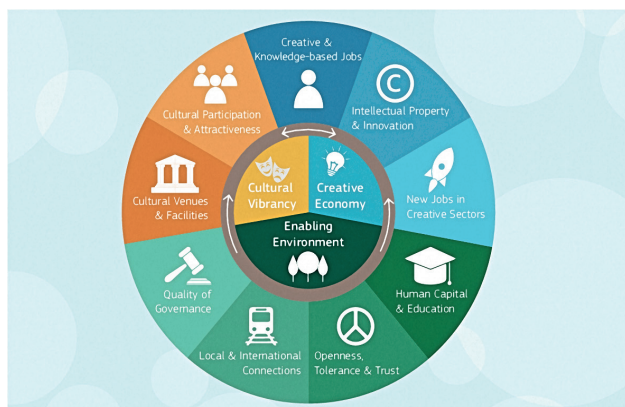 Creative &
Knowledge-based Jobs
Cultural Participation
& Attractiveness
C
Intellectual Property
& Innovation
Cultural Venues
& Facilities
Cultural
Vibrancy
Creative
Economy
New Jobs in
Creative Sectors
Enabling
Environment
Quality of
Governance
Human Capital
& Education
Local & International
Connections
Openness,
Tolerance & Trust